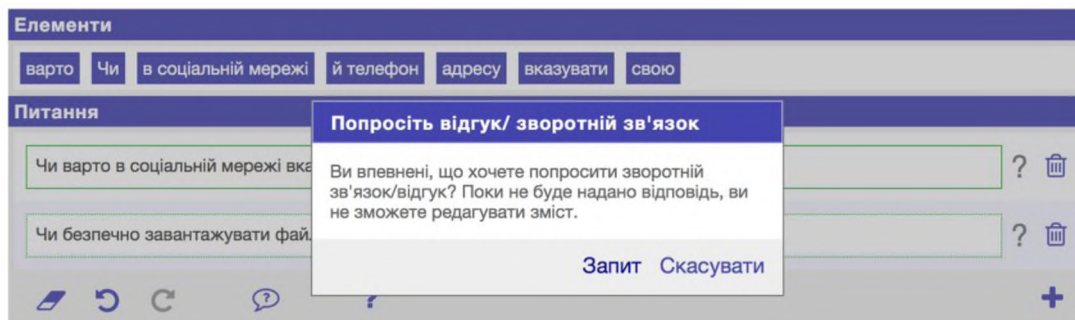 Елементи
варто Чи в соціальній мережі й телефон адресу вказувати свою
Питання
Попросіть відгук/ зворотній зв'язок
Чи варто в соціальній мережі вка
Ви впевнені, що хочете попросити зворотній
зв'язок/відгук? Поки не буде надано відповідь, ви
не зможете редагувати зміст.
?
Чи безпечно завантажувати фай
?
Запит Скасувати
?